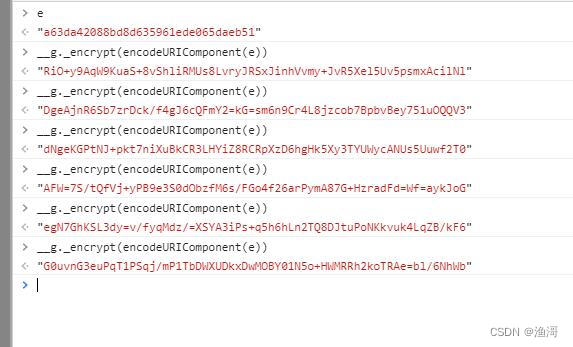 > e
< "a63da42088bd8d635961ede065daeb51"
> __g._encrypt(encodeURIComponent(e))
< "RiO+y9AqW9KuaS+8vShliRMUs8LvryJRSxJinhVvmy+JvR5Xel5Uv5psmxAcilNl"
> __g._encrypt(encodeURIComponent(e))
< "DgeAjnR6Sb7zrDck/f4gJ6cQFmY2=kG=sm6n9Cr4L8jzcob7BpbvBey751uOQQV3"
> __g._encrypt(encodeURIComponent(e))
< "dNgeKGPtNJ+pkt7niXuBkCR3LHYiZ8RCRpXzD6hgHk5Xy3TYUWycANUs5Uuwf2T0"
> __g._encrypt(encodeURIComponent(e))
< "AFW=7S/tQfVj+yPB9e3S0dObzfM6s/FGo4f26arPymA87G+HzradFd=Wf=aykJoG"
> __g._encrypt(encodeURIComponent(e))
< "egN7GhKSL3dy=v/fyqMdz/=XSYA3iPs+q5h6hLn2TQ8DJtuPoNKkvuk4LqZB/kF6"
> __g._encrypt(encodeURIComponent(e))
< "G0uvnG3euPqT1PSqj/mP1TbDWXUDkxDwMOBY01N5o+HWMRRh2koTRAe=bl/6NhWb"
>
CSDN @渔滒